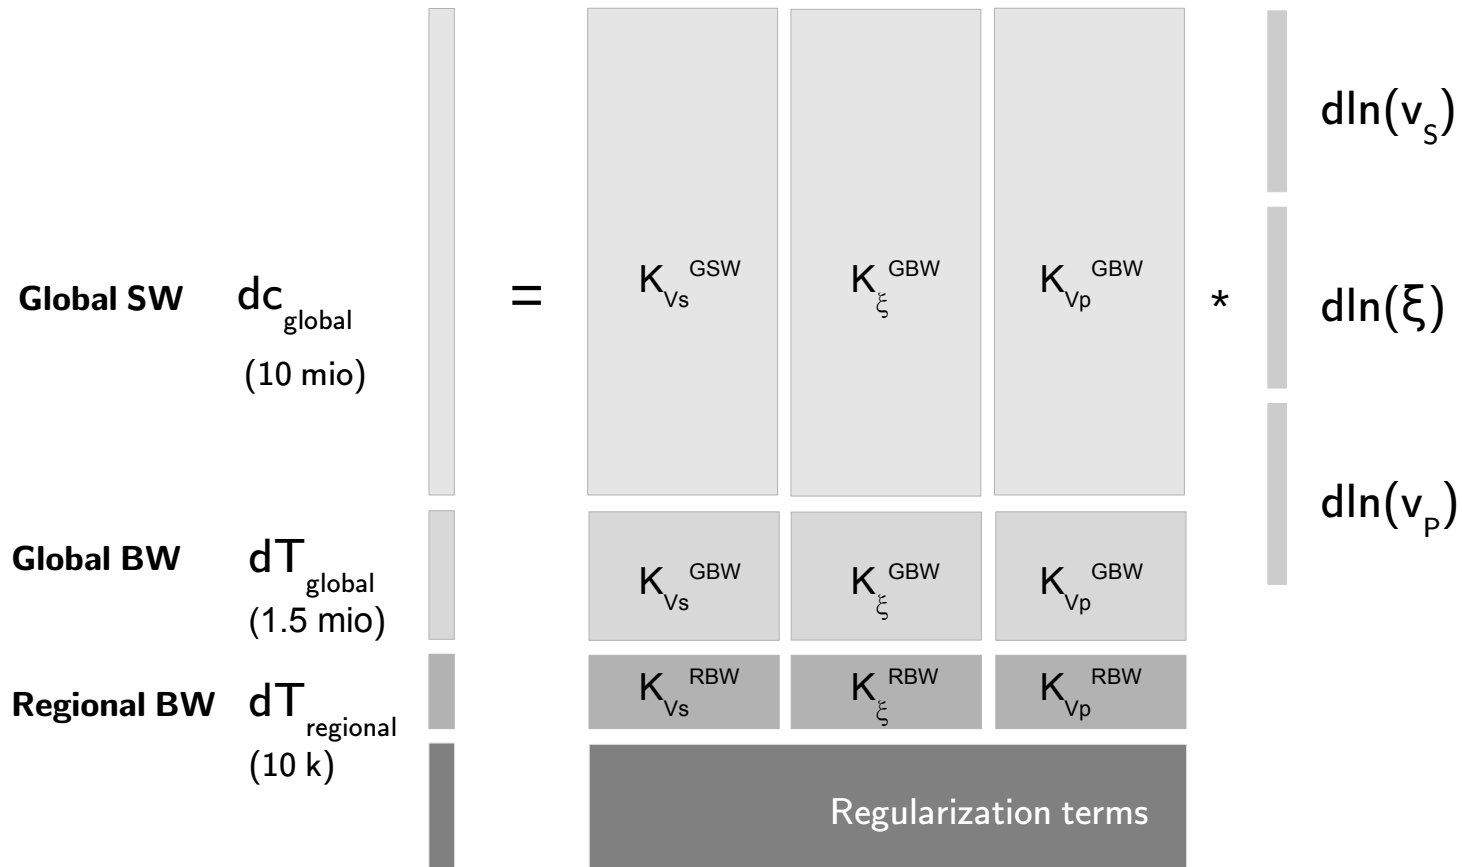 dln(v_S)
Global SW dc_global = K_Vs^GSW K_ξ^GBW K_Vp^GBW * dln(ξ)
(10 mio)
dln(v_P)
Global BW dT_global K_Vs^GBW K_ξ^GBW K_Vp^GBW
(1.5 mio)
Regional BW dT_regional K_Vs^RBW K_ξ^RBW K_Vp^RBW
(10 k)
Regularization terms